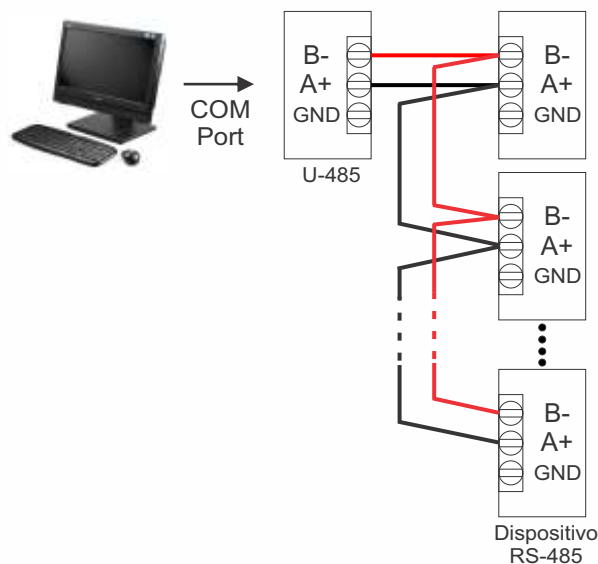 COM
Port
B-
A+
GND
U-485
B-
A+
GND
B-
A+
GND
B-
A+
GND
Dispositivo
RS-485